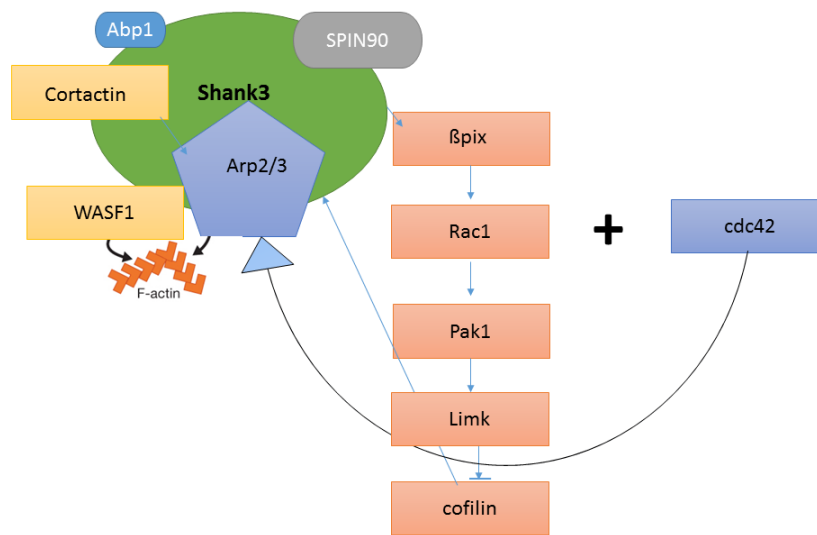 Abp1
SPIN90
Cortactin
Shank3
ßpix
Arp2/3
WASF1
Rac1
+
cdc42
F-actin
Pak1
Limk
cofilin